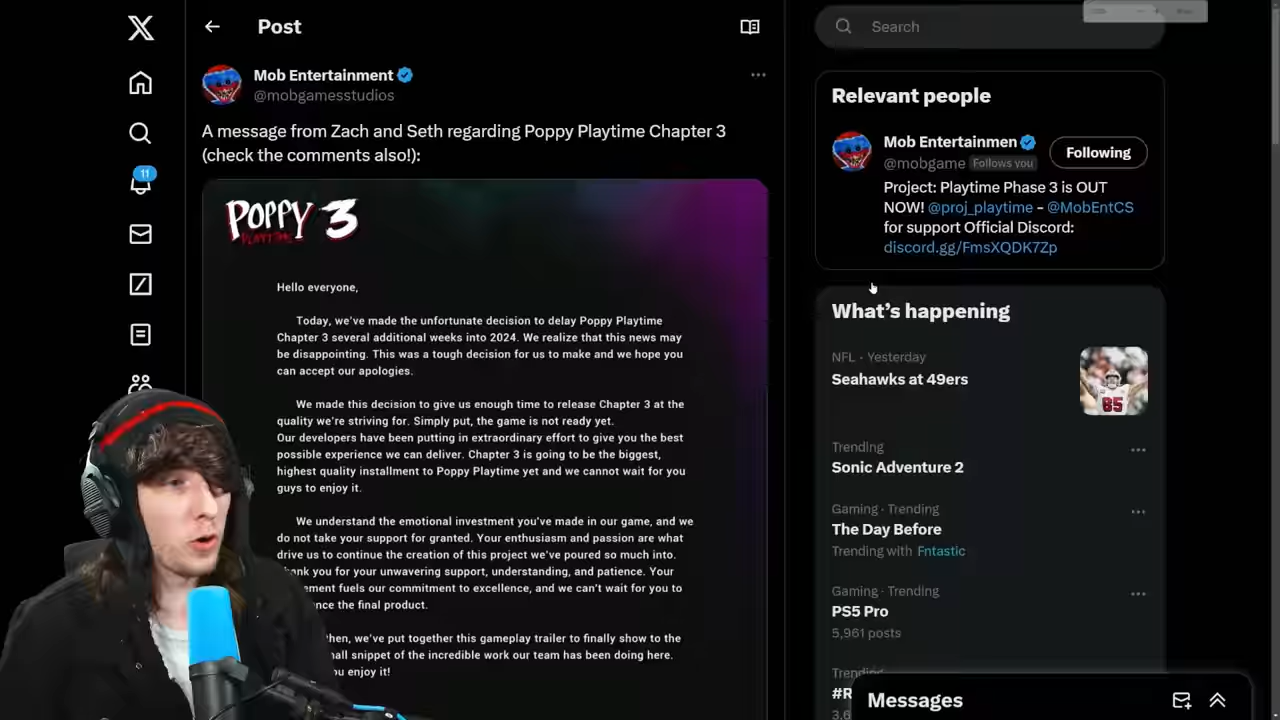 Post
Mob Entertainment
@mobgamesstudios
A message from Zach and Seth regarding Poppy Playtime Chapter 3
(check the comments also!):
POPPY 3
PLAYTIME
Hello everyone,
Today, we've made the unfortunate decision to delay Poppy Playtime
Chapter 3 several additional weeks into 2024. We realize that this news may
be disappointing. This was a tough decision for us to make and we hope you
can accept our apologies.
We made this decision to give us enough time to release Chapter 3 at the
quality we're striving for. Simply put, the game is not ready yet.
Our developers have been putting in extraordinary effort to give you the best
possible experience we can deliver. Chapter 3 is going to be the biggest,
highest quality installment to Poppy Playtime yet and we cannot wait for you
guys to enjoy it.
We understand the emotional investment you've made in our game, and we
do not take your support for granted. Your enthusiasm and passion are what
drive us to continue the creation of this project we've poured so much into.
you for your unwavering support, understanding, and patience. Your
fuels our commitment to excellence, and we can't wait for you to
the final product.
then, we've put together this gameplay trailer to finally show to the
snippet of the incredible work our team has been doing here.
you enjoy it!
11
Search
Relevant people
Mob Entertainmen
@mobgame Follows you
Following
Project: Playtime Phase 3 is OUT
NOW! @proj_playtime - @MobEntCS
for support Official Discord:
discord.gg/FmsXQDK7Zp
What's happening
NFL · Yesterday
Seahawks at 49ers
85
Trending
Sonic Adventure 2
Gaming · Trending
The Day Before
Trending with Fntastic
Gaming · Trending
PS5 Pro
5,961 posts
Trending
#R
Messages